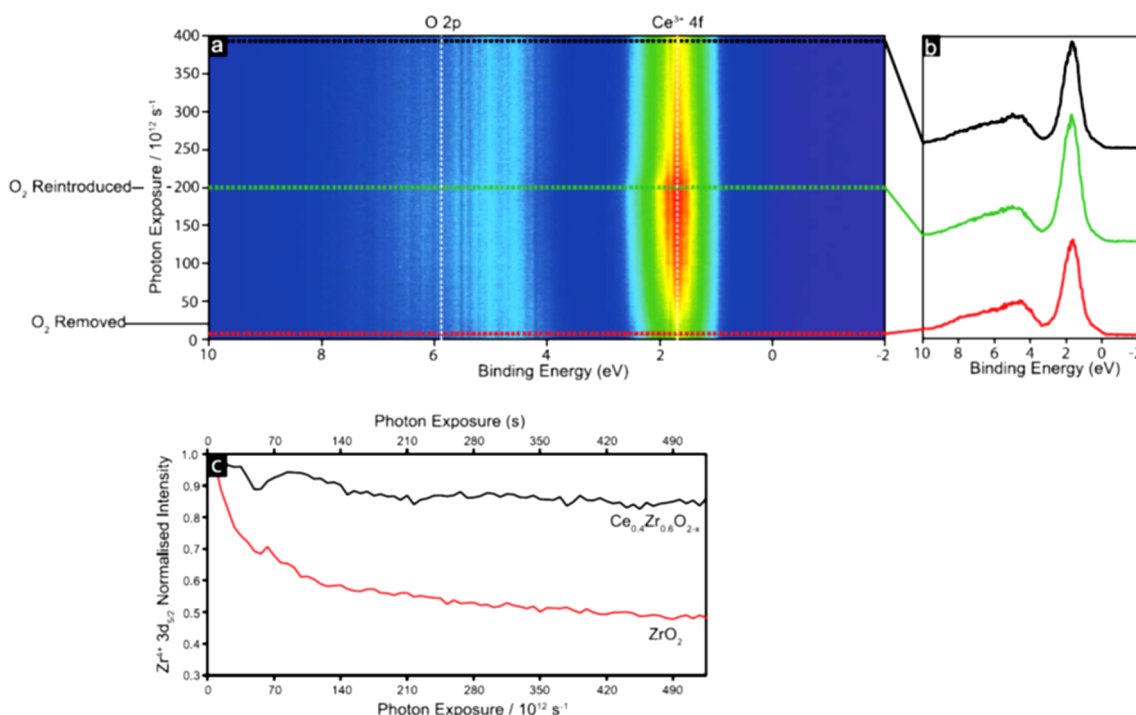 O 2p Ce³⁺ 4f
a
b
400
350
300
250
200
150
100
50
0
Photon Exposure / 10¹² s⁻¹
O₂ Reintroduced
O₂ Removed
10 8 6 4 2 0 -2
Binding Energy (eV)
10 8 6 4 2 0 -2
Binding Energy (eV)
Photon Exposure (s)
0 70 140 210 280 350 420 490
c
1.0
0.9
0.8
0.7
0.6
0.5
0.4
0.3
Zr⁴⁺ 3d₅/₂ Normalised Intensity
Ce₀.₄Zr₀.₆O₂₋ₓ
ZrO₂
0 70 140 210 280 350 420 490
Photon Exposure / 10¹² s⁻¹